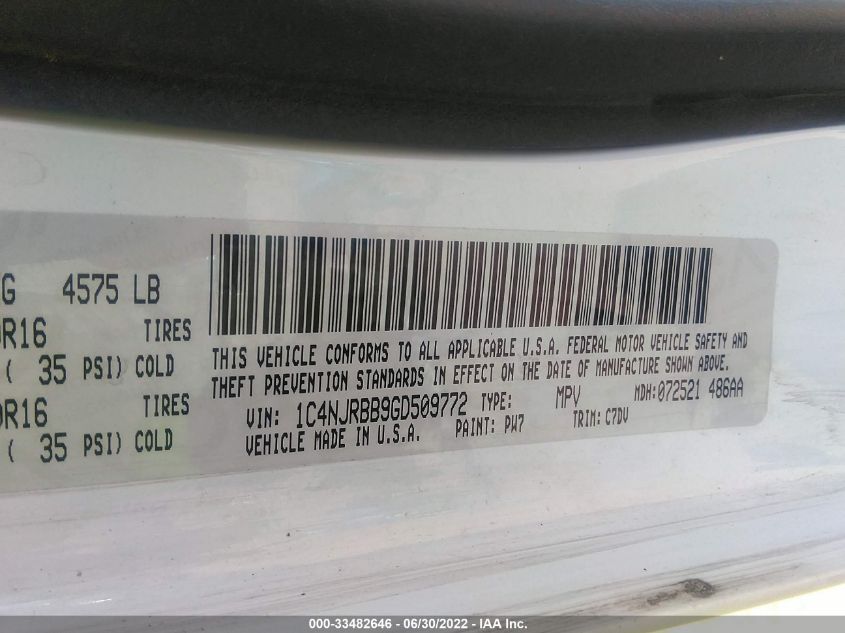 G 4575 LB
0R16 TIRES
( 35 PSI) COLD
0R16 TIRES
( 35 PSI) COLD
THIS VEHICLE CONFORMS TO ALL APPLICABLE U.S.A. FEDERAL MOTOR VEHICLE SAFETY AND
THEFT PREVENTION STANDARDS IN EFFECT ON THE DATE OF MANUFACTURE SHOWN ABOVE.
VIN: 1C4NJRBB9GD509772 TYPE: MPV MDH:072521 486AA
VEHICLE MADE IN U.S.A. PAINT: PW7 TRIM: C7DV
000-33482646 - 06/30/2022 - IAA Inc.